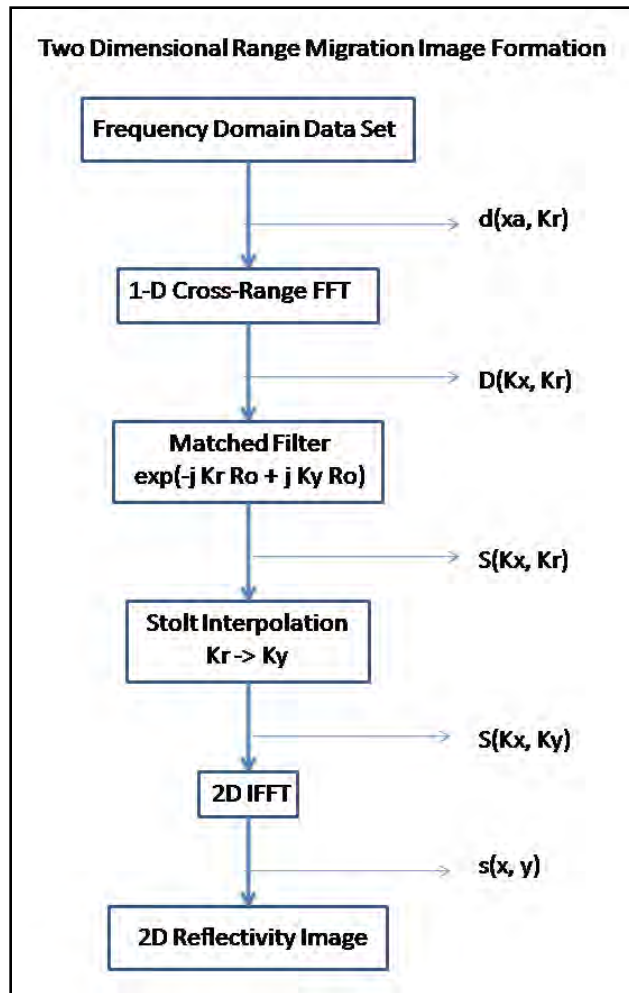 Two Dimensional Range Migration Image Formation
Frequency Domain Data Set
d(xa, Kr)
1-D Cross-Range FFT
D(Kx, Kr)
Matched Filter
exp(-j Kr Ro + j Ky Ro)
S(Kx, Kr)
Stolt Interpolation
Kr -> Ky
S(Kx, Ky)
2D IFFT
s(x, y)
2D Reflectivity Image